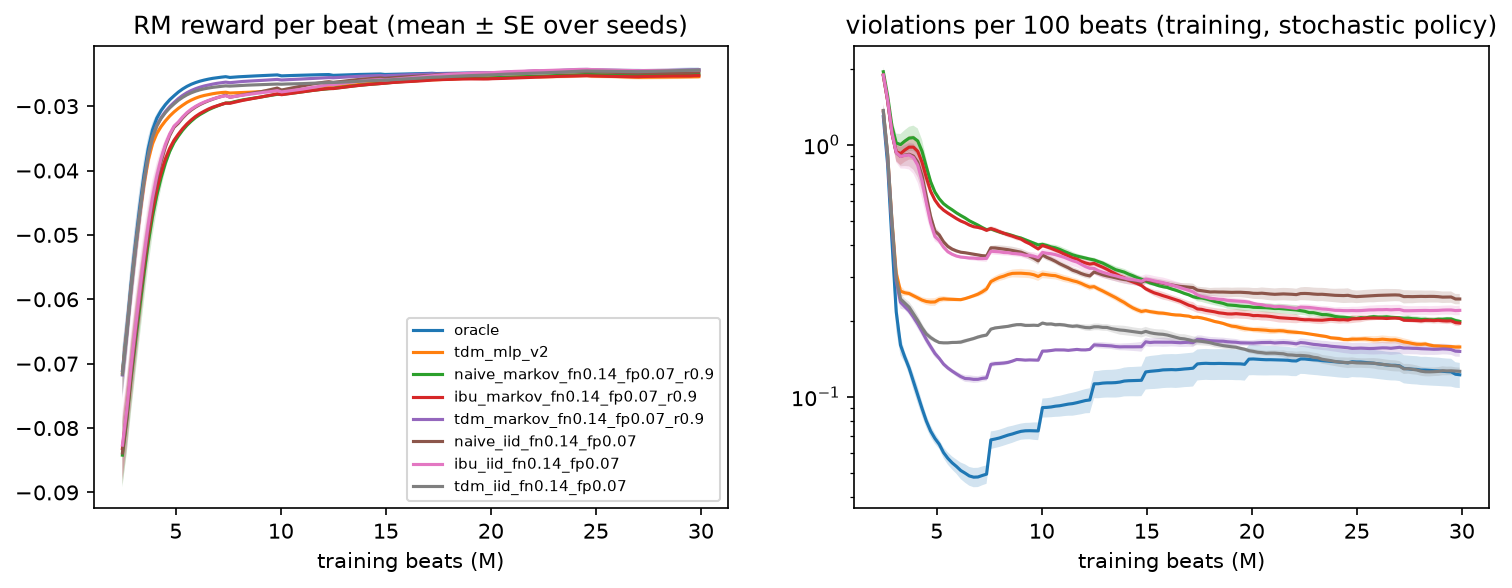 RM reward per beat (mean ± SE over seeds)
−0.03
−0.04
−0.05
−0.06
−0.07
−0.08
−0.09
oracle
tdm_mlp_v2
naive_markov_fn0.14_fp0.07_r0.9
ibu_markov_fn0.14_fp0.07_r0.9
tdm_markov_fn0.14_fp0.07_r0.9
naive_iid_fn0.14_fp0.07
ibu_iid_fn0.14_fp0.07
tdm_iid_fn0.14_fp0.07
5 10 15 20 25 30
training beats (M)
violations per 100 beats (training, stochastic policy)
10⁰
10⁻¹
5 10 15 20 25 30
training beats (M)